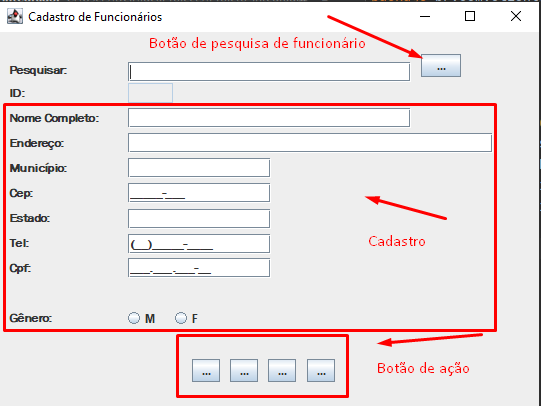 Cadastro de Funcionários
Botão de pesquisa de funcionário
Pesquisar:
...
ID:
Nome Completo:
Endereço:
Município:
Cep: _____-___
Estado:
Tel: (__)_____-____
Cadastro
Cpf: ___.___.___-__
Gênero: M F
... ... ... ...
Botão de ação